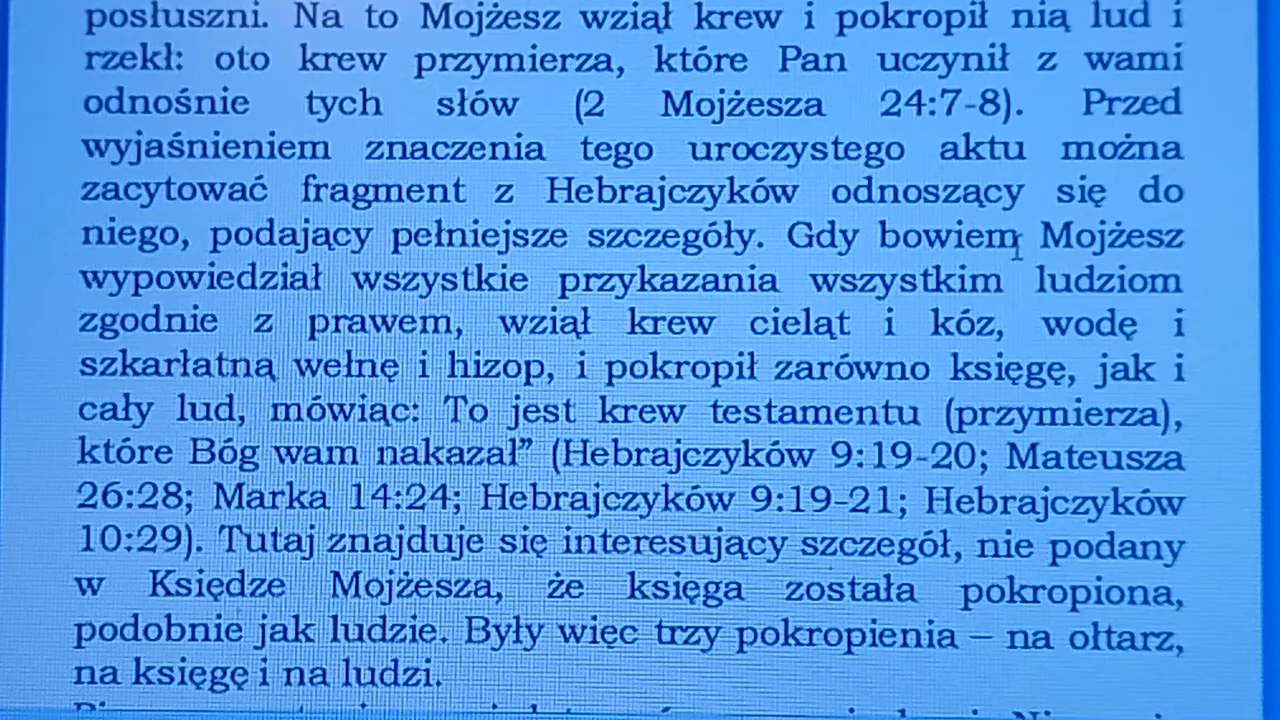 posłuszni. Na to Mojżesz wziął krew i pokropił nią lud i
rzekł: oto krew przymierza, które Pan uczynił z wami
odnośnie tych słów (2 Mojżesza 24:7-8). Przed
wyjaśnieniem znaczenia tego uroczystego aktu można
zacytować fragment z Hebrajczyków odnoszący się do
niego, podający pełniejsze szczegóły. Gdy bowiem Mojżesz
wypowiedział wszystkie przykazania wszystkim ludziom
zgodnie z prawem, wziął krew cieląt i kóz, wodę i
szkarłatną wełnę i hizop, i pokropił zarówno księgę, jak i
cały lud, mówiąc: To jest krew testamentu (przymierza),
które Bóg wam nakazał” (Hebrajczyków 9:19-20; Mateusza
26:28; Marka 14:24; Hebrajczyków 9:19-21; Hebrajczyków
10:29). Tutaj znajduje się interesujący szczegół, nie podany
w Księdze Mojżesza, że księga została pokropiona,
podobnie jak ludzie. Były więc trzy pokropienia – na ołtarz,
na księgę i na ludzi.